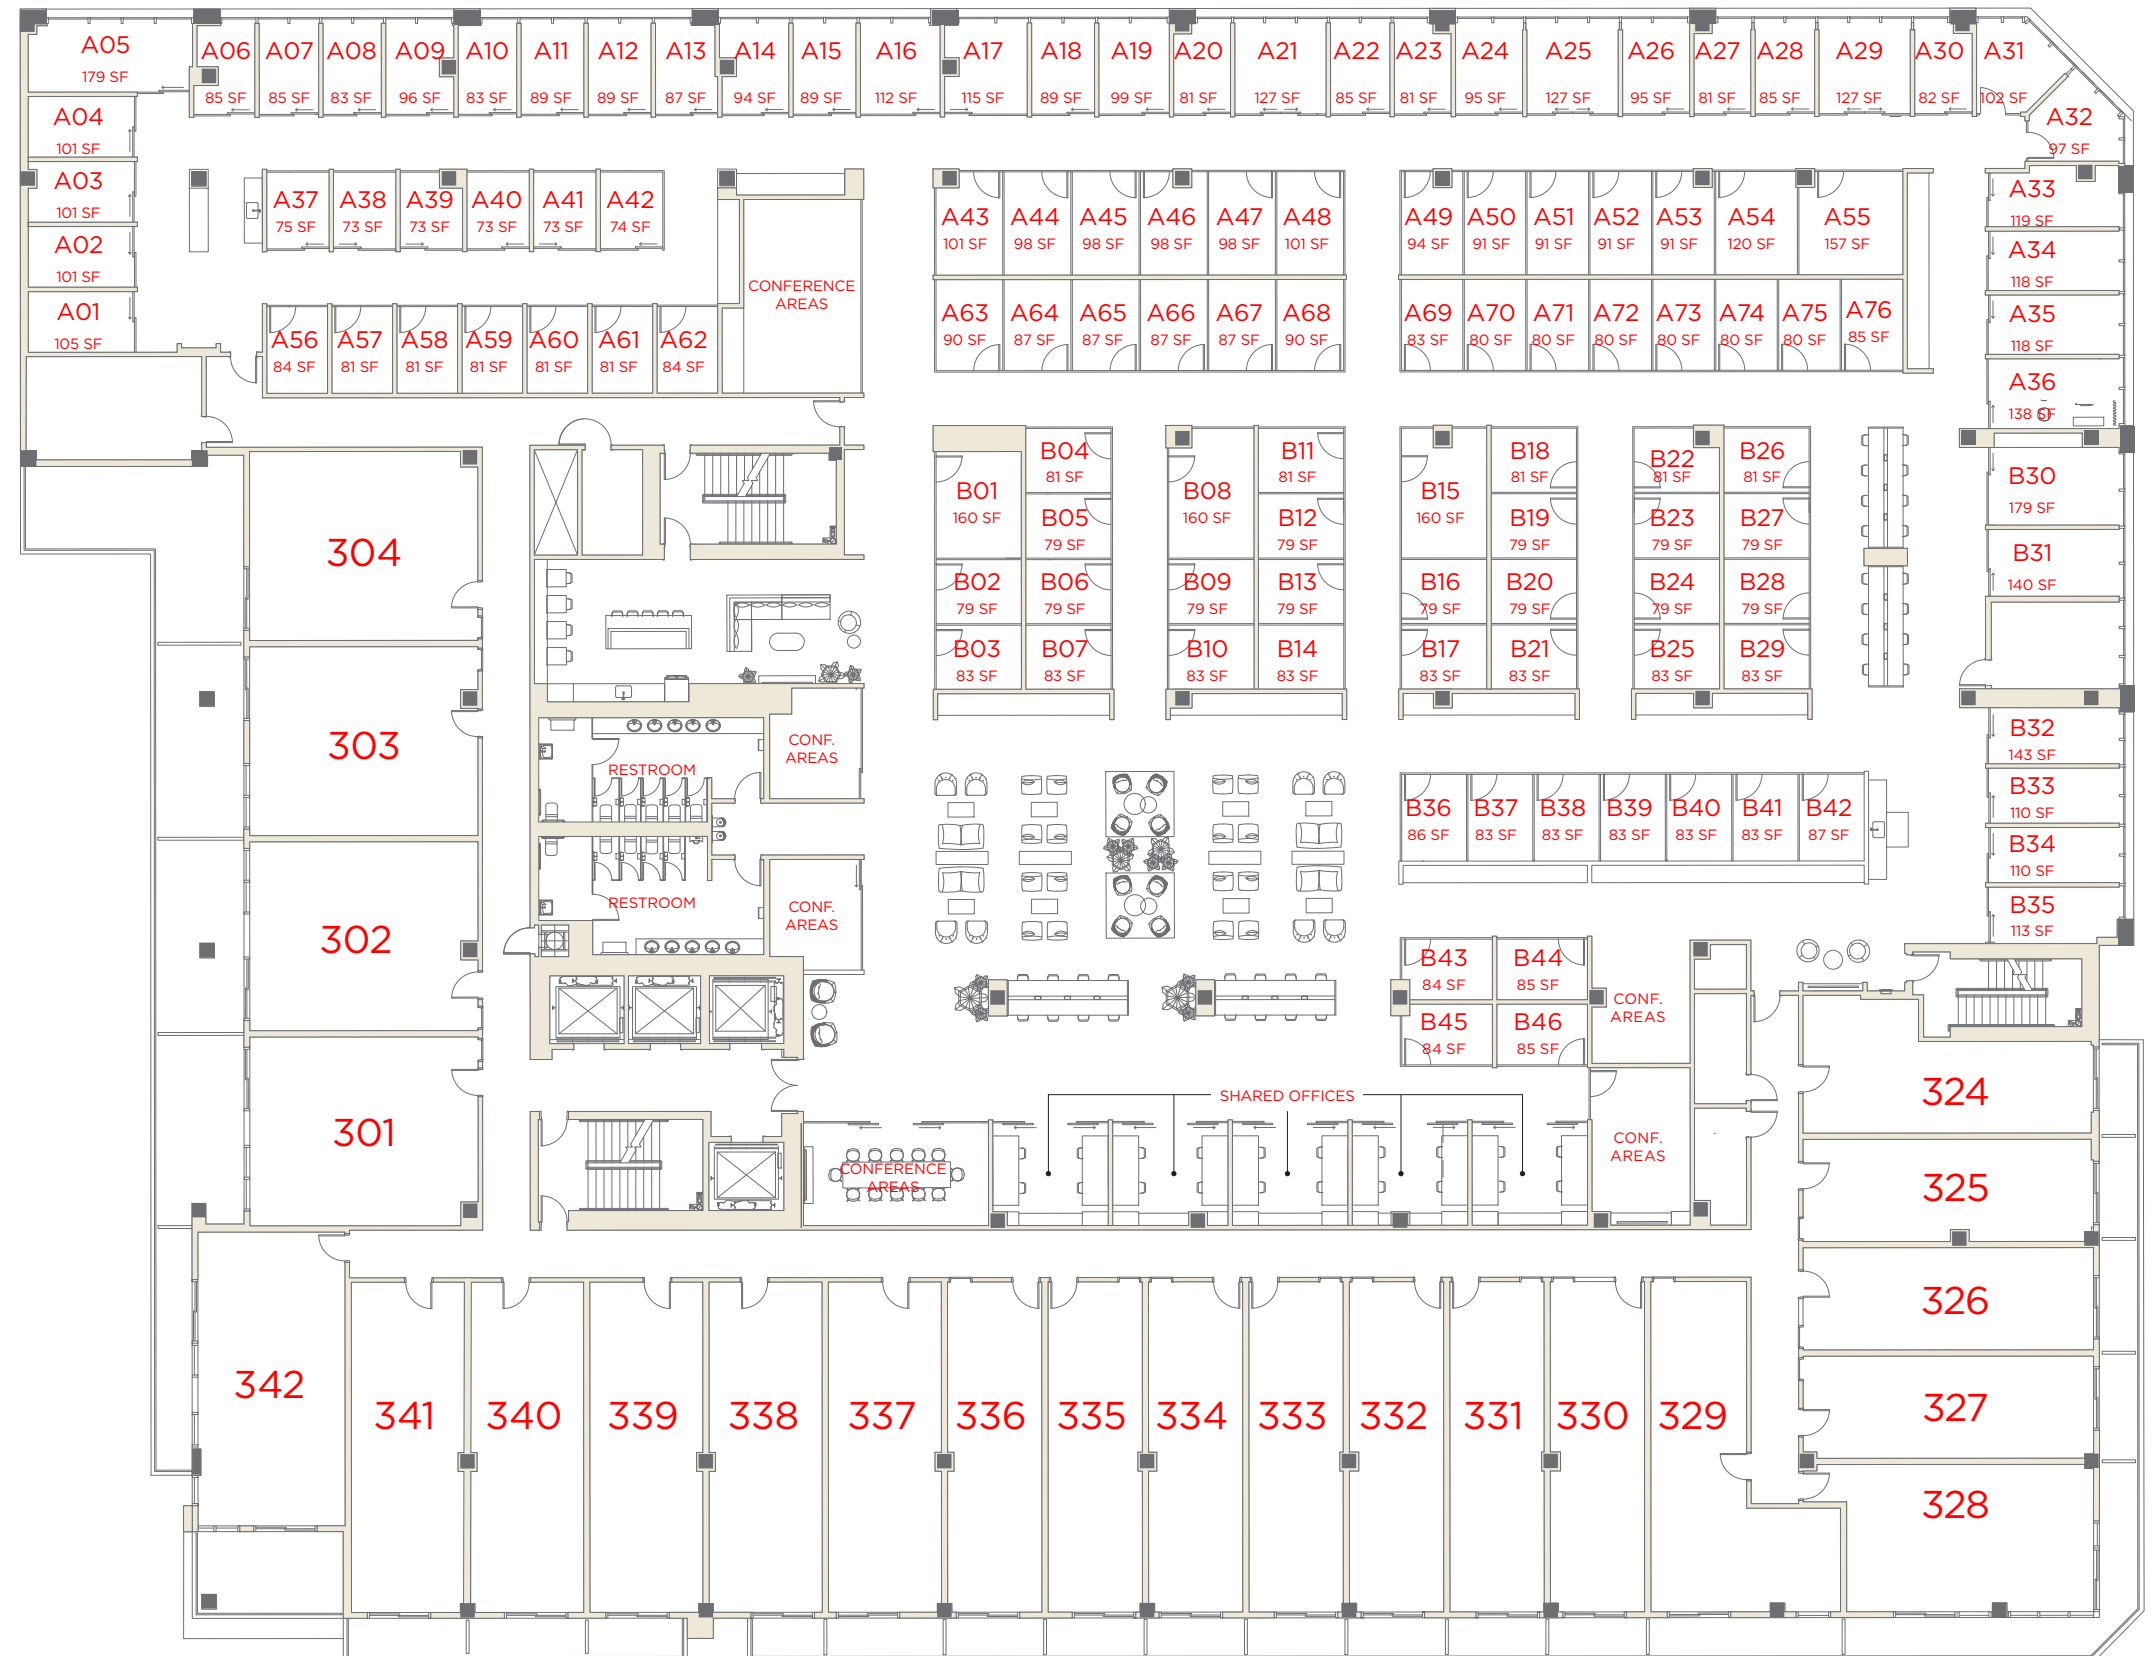 A05
179 SF
A06
85 SF
A07
85 SF
A08
83 SF
A09
96 SF
A10
83 SF
A11
89 SF
A12
89 SF
A13
87 SF
A14
94 SF
A15
89 SF
A16
112 SF
A17
115 SF
A18
89 SF
A19
99 SF
A20
81 SF
A21
127 SF
A22
85 SF
A23
81 SF
A24
95 SF
A25
127 SF
A26
95 SF
A27
81 SF
A28
85 SF
A29
127 SF
A30
82 SF
A31
102 SF
A32
97 SF
A04
101 SF
A03
101 SF
A02
101 SF
A01
105 SF
A37
75 SF
A38
73 SF
A39
73 SF
A40
73 SF
A41
73 SF
A42
74 SF
CONFERENCE
AREAS
A43
101 SF
A44
98 SF
A45
98 SF
A46
98 SF
A47
98 SF
A48
101 SF
A49
94 SF
A50
91 SF
A51
91 SF
A52
91 SF
A53
91 SF
A54
120 SF
A55
157 SF
A33
119 SF
A34
118 SF
A35
118 SF
A36
138 SF
A56
84 SF
A57
81 SF
A58
81 SF
A59
81 SF
A60
81 SF
A61
81 SF
A62
84 SF
A63
90 SF
A64
87 SF
A65
87 SF
A66
87 SF
A67
87 SF
A68
90 SF
A69
83 SF
A70
80 SF
A71
80 SF
A72
80 SF
A73
80 SF
A74
80 SF
A75
80 SF
A76
85 SF
B01
160 SF
B04
81 SF
B05
79 SF
B02
79 SF
B06
79 SF
B03
83 SF
B07
83 SF
B08
160 SF
B11
81 SF
B12
79 SF
B09
79 SF
B13
79 SF
B10
83 SF
B14
83 SF
B15
160 SF
B18
81 SF
B19
79 SF
B16
79 SF
B20
79 SF
B17
83 SF
B21
83 SF
B22
81 SF
B26
81 SF
B23
79 SF
B27
79 SF
B24
79 SF
B28
79 SF
B25
83 SF
B29
83 SF
B30
179 SF
B31
140 SF
B32
143 SF
B33
110 SF
B34
110 SF
B35
113 SF
304
303
302
301
CONF.
AREAS
RESTROOM
RESTROOM
CONF.
AREAS
B36
86 SF
B37
83 SF
B38
83 SF
B39
83 SF
B40
83 SF
B41
83 SF
B42
87 SF
B43
84 SF
B44
85 SF
B45
84 SF
B46
85 SF
CONF.
AREAS
SHARED OFFICES
CONFERENCE
AREAS
CONF.
AREAS
324
325
326
327
328
342
341
340
339
338
337
336
335
334
333
332
331
330
329